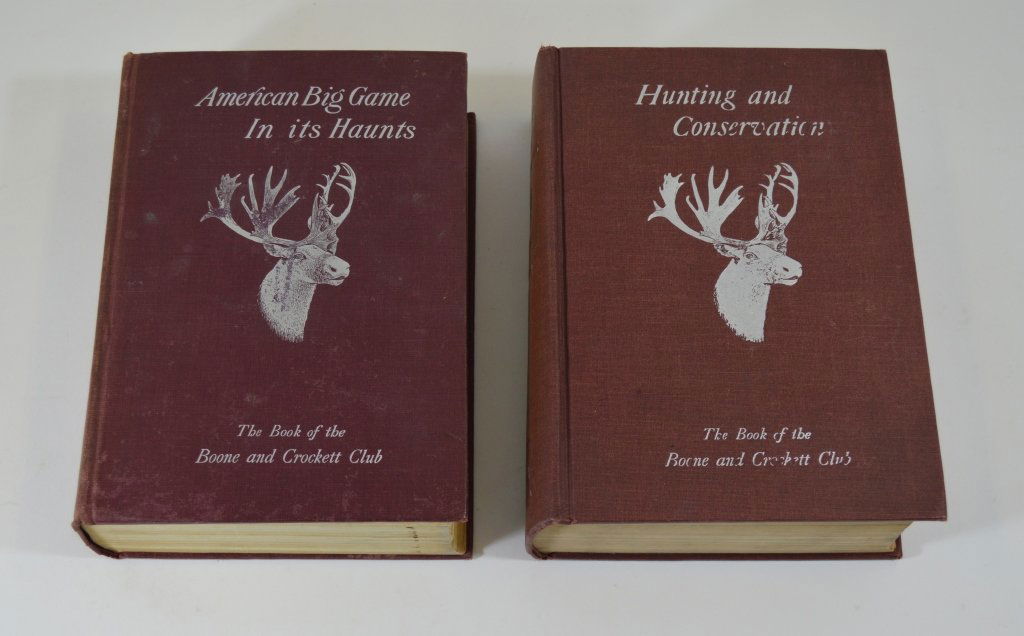 American Big Game
In its Haunts
The Book of the
Boone and Crockett Club
Hunting and
Conservation
The Book of the
Boone and Crockett Club